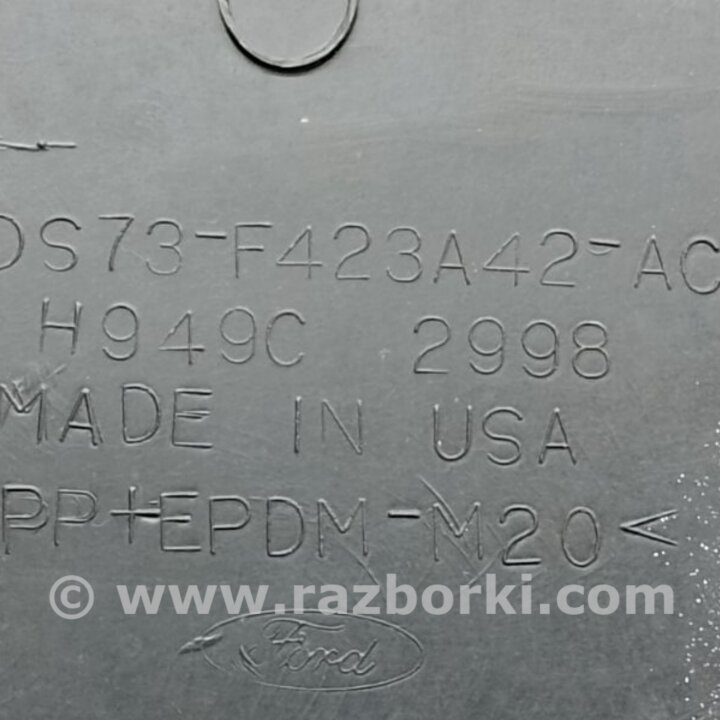 DS73-F423A42-AC
H949C 2998
MADE IN USA
PP+EPDM-M20<
© www.razborki.com
Ford